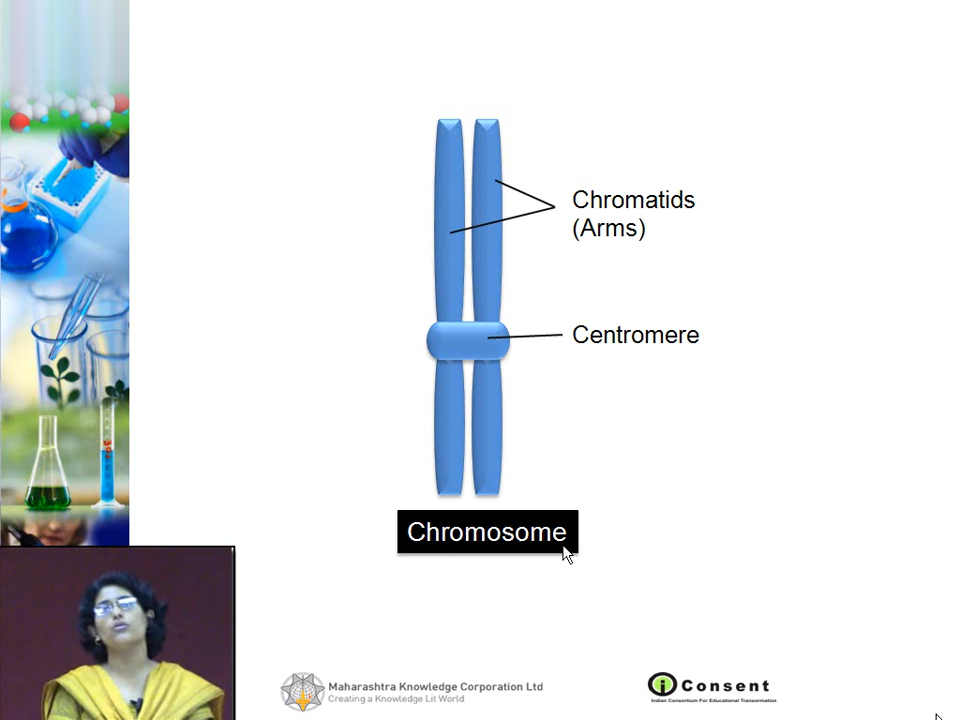 Chromatids
(Arms)
Centromere
Chromosome
Maharashtra Knowledge Corporation Ltd
Creating a Knowledge Lit World
i Consent
Indian Consortium For Educational Transformation